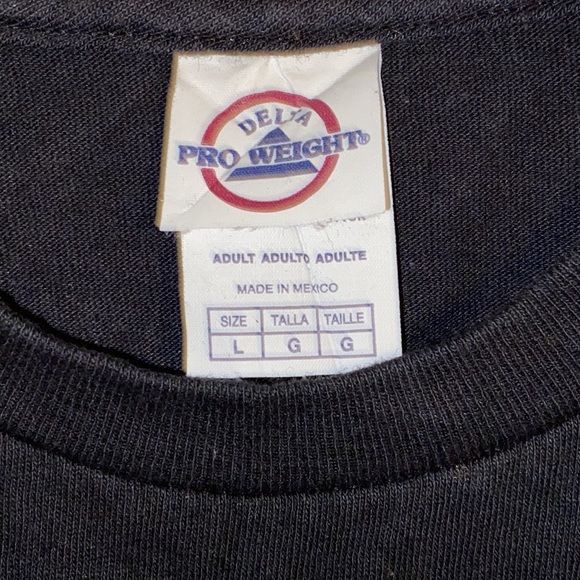 DELTA
PRO WEIGHT®
ADULT ADULTO ADULTE
MADE IN MEXICO
SIZE TALLA TAILLE
L G G